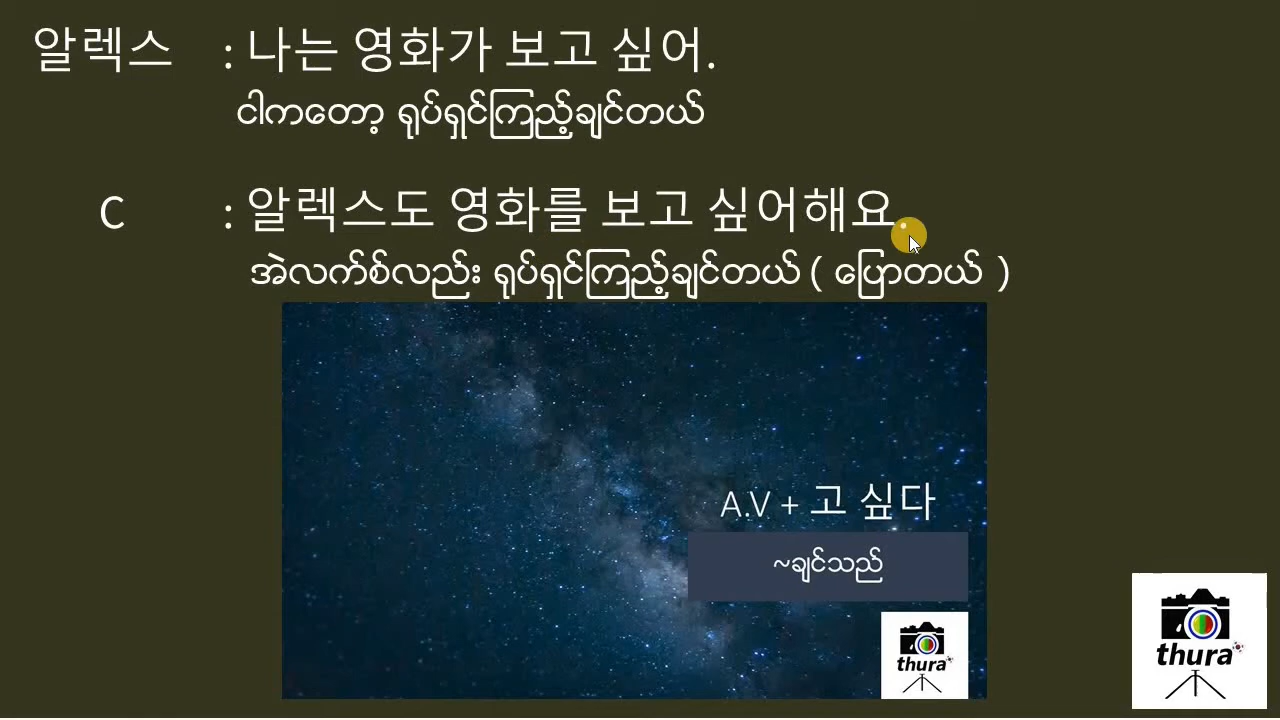 알렉스 : 나는 영화가 보고 싶어.
ငါကတော့ ရုပ်ရှင်ကြည့်ချင်တယ်
C : 알렉스도 영화를 보고 싶어해요.
အဲလက်စ်လည်း ရုပ်ရှင်ကြည့်ချင်တယ် ( ပြောတယ် )
A.V + 고 싶다
~ချင်သည်
thura
thura